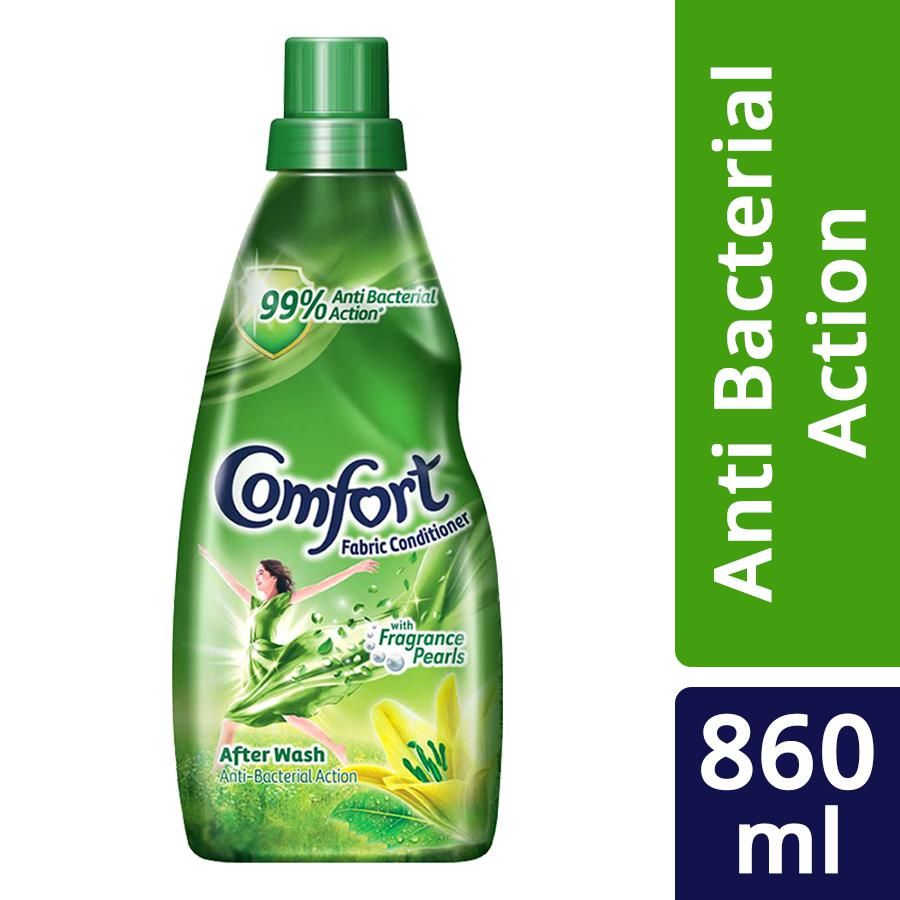 99% Anti Bacterial
Action*
Comfort
Fabric Conditioner
with
Fragrance
Pearls
After Wash
Anti-Bacterial Action
Anti Bacterial
Action
860
ml